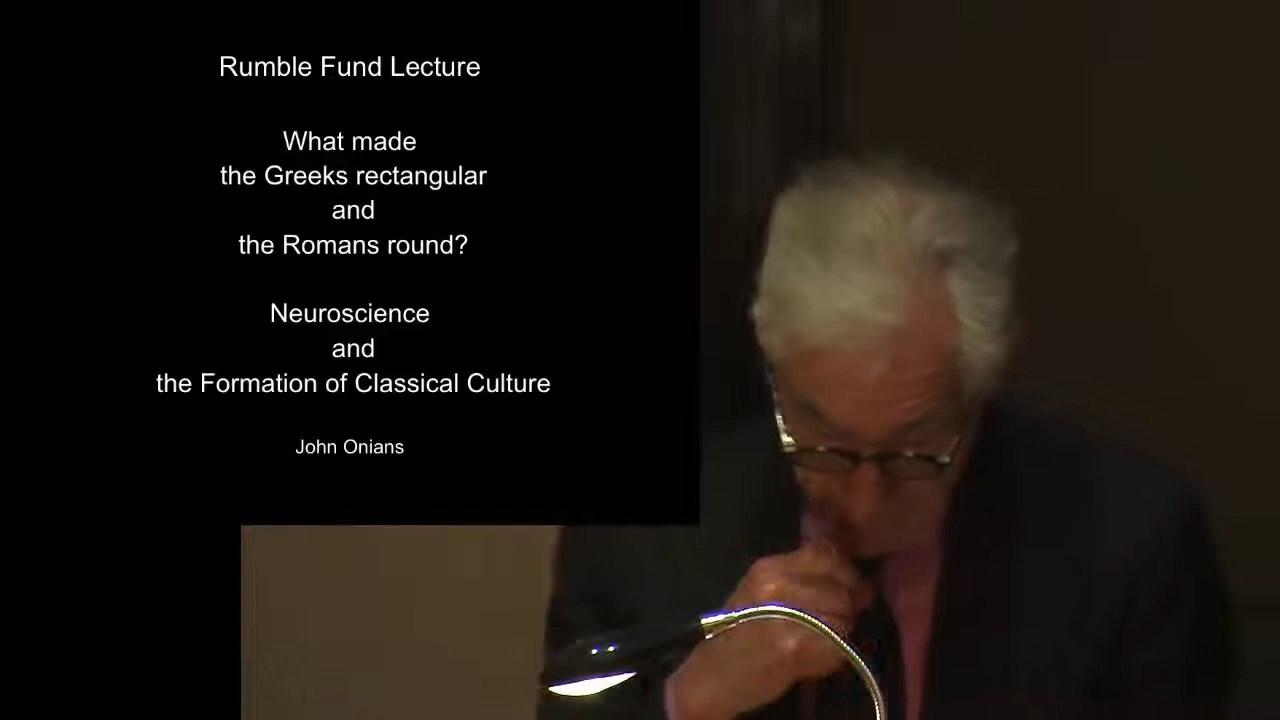 Rumble Fund Lecture
What made
the Greeks rectangular
and
the Romans round?
Neuroscience
and
the Formation of Classical Culture
John Onians